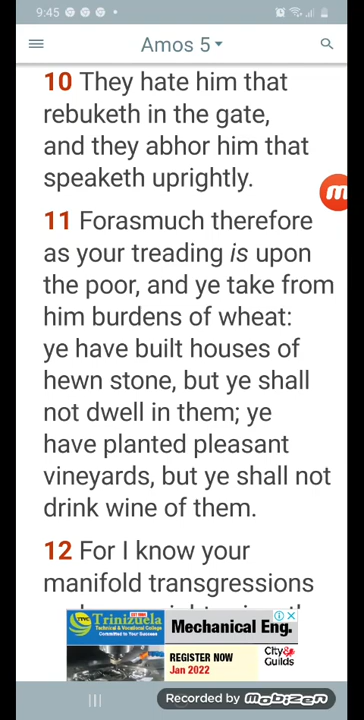 9:45
Amos 5
10 They hate him that
rebuketh in the gate,
and they abhor him that
speaketh uprightly.
11 Forasmuch therefore
as your treading is upon
the poor, and ye take from
him burdens of wheat:
ye have built houses of
hewn stone, but ye shall
not dwell in them; ye
have planted pleasant
vineyards, but ye shall not
drink wine of them.
12 For I know your
manifold transgressions
Trinizuela
Technical & Vocational College
Committed to Your Success
Mechanical Eng.
REGISTER NOW
Jan 2022
City&
Guilds
Recorded by mobizen